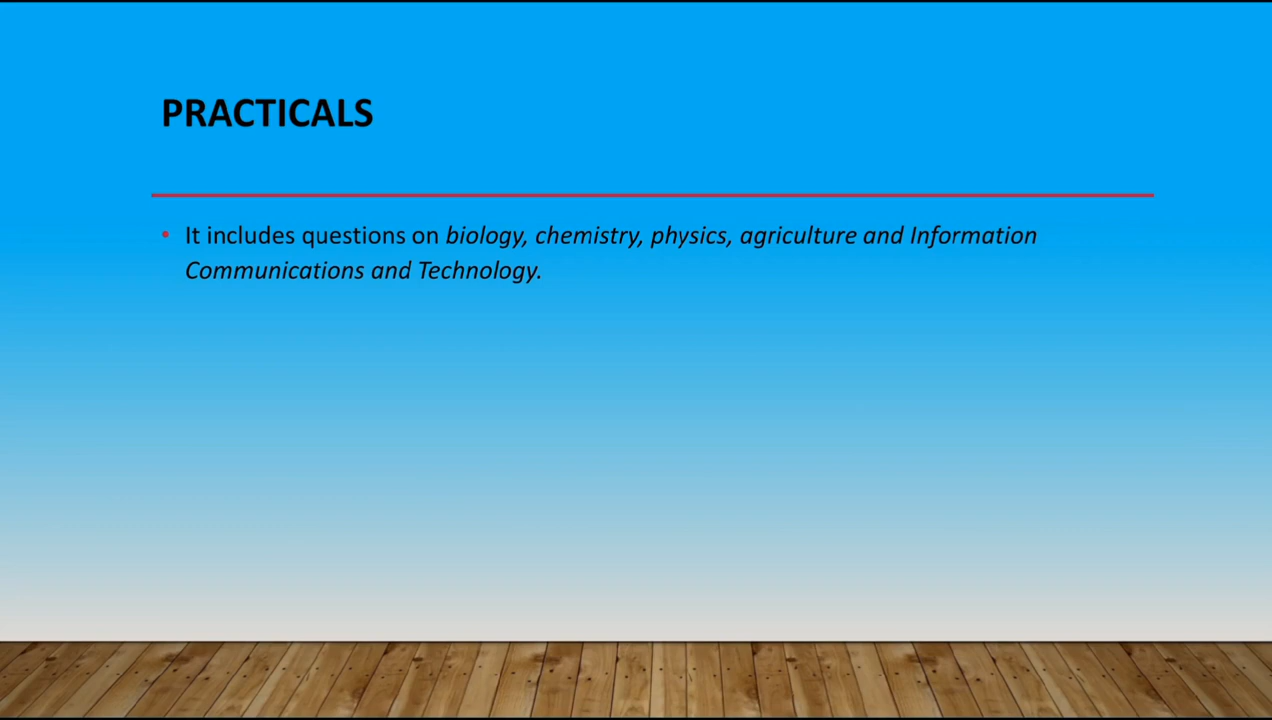 PRACTICALS
• It includes questions on biology, chemistry, physics, agriculture and Information
Communications and Technology.